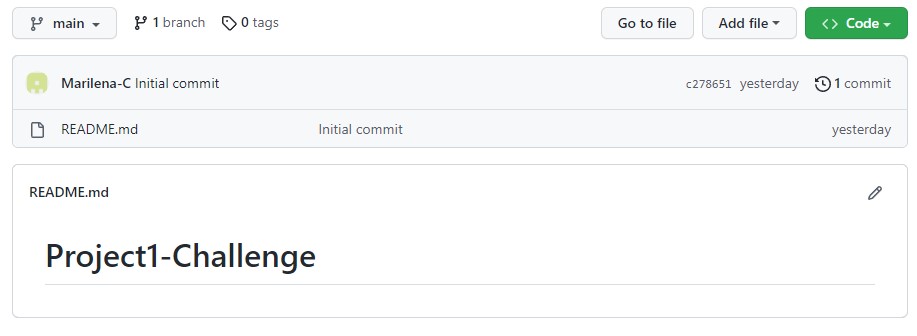 main 1 branch 0 tags Go to file Add file Code
Marilena-C Initial commit c278651 yesterday 1 commit
README.md Initial commit yesterday
README.md
Project1-Challenge